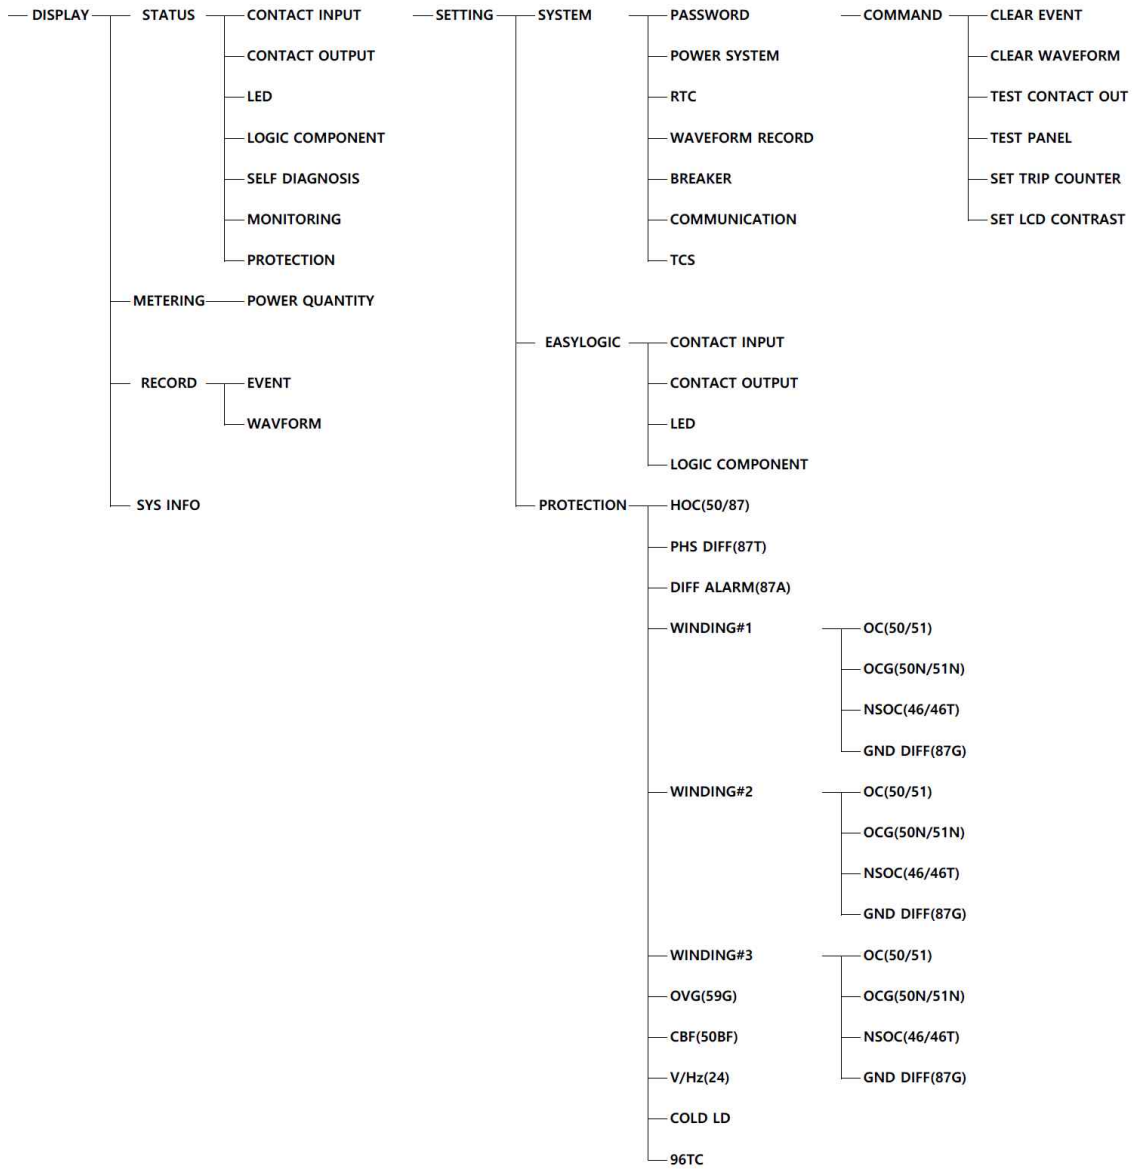 DISPLAY
STATUS
CONTACT INPUT
CONTACT OUTPUT
LED
LOGIC COMPONENT
SELF DIAGNOSIS
MONITORING
PROTECTION
METERING
POWER QUANTITY
RECORD
EVENT
WAVFORM
SYS INFO
SETTING
SYSTEM
PASSWORD
POWER SYSTEM
RTC
WAVEFORM RECORD
BREAKER
COMMUNICATION
TCS
EASYLOGIC
CONTACT INPUT
CONTACT OUTPUT
LED
LOGIC COMPONENT
PROTECTION
HOC(50/87)
PHS DIFF(87T)
DIFF ALARM(87A)
WINDING#1
OC(50/51)
OCG(50N/51N)
NSOC(46/46T)
GND DIFF(87G)
WINDING#2
OC(50/51)
OCG(50N/51N)
NSOC(46/46T)
GND DIFF(87G)
WINDING#3
OC(50/51)
OCG(50N/51N)
NSOC(46/46T)
GND DIFF(87G)
OVG(59G)
CBF(50BF)
V/Hz(24)
COLD LD
96TC
COMMAND
CLEAR EVENT
CLEAR WAVEFORM
TEST CONTACT OUT
TEST PANEL
SET TRIP COUNTER
SET LCD CONTRAST